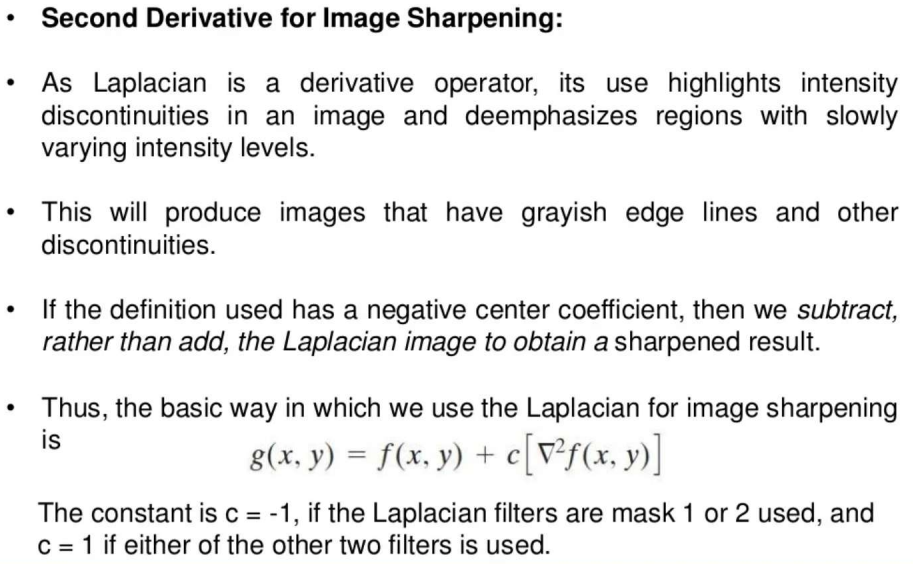 • Second Derivative for Image Sharpening:
• As Laplacian is a derivative operator, its use highlights intensity
discontinuities in an image and deemphasizes regions with slowly
varying intensity levels.
• This will produce images that have grayish edge lines and other
discontinuities.
• If the definition used has a negative center coefficient, then we subtract,
rather than add, the Laplacian image to obtain a sharpened result.
• Thus, the basic way in which we use the Laplacian for image sharpening
is
g(x, y) = f(x, y) + c[∇²f(x, y)]
The constant is c = -1, if the Laplacian filters are mask 1 or 2 used, and
c = 1 if either of the other two filters is used.